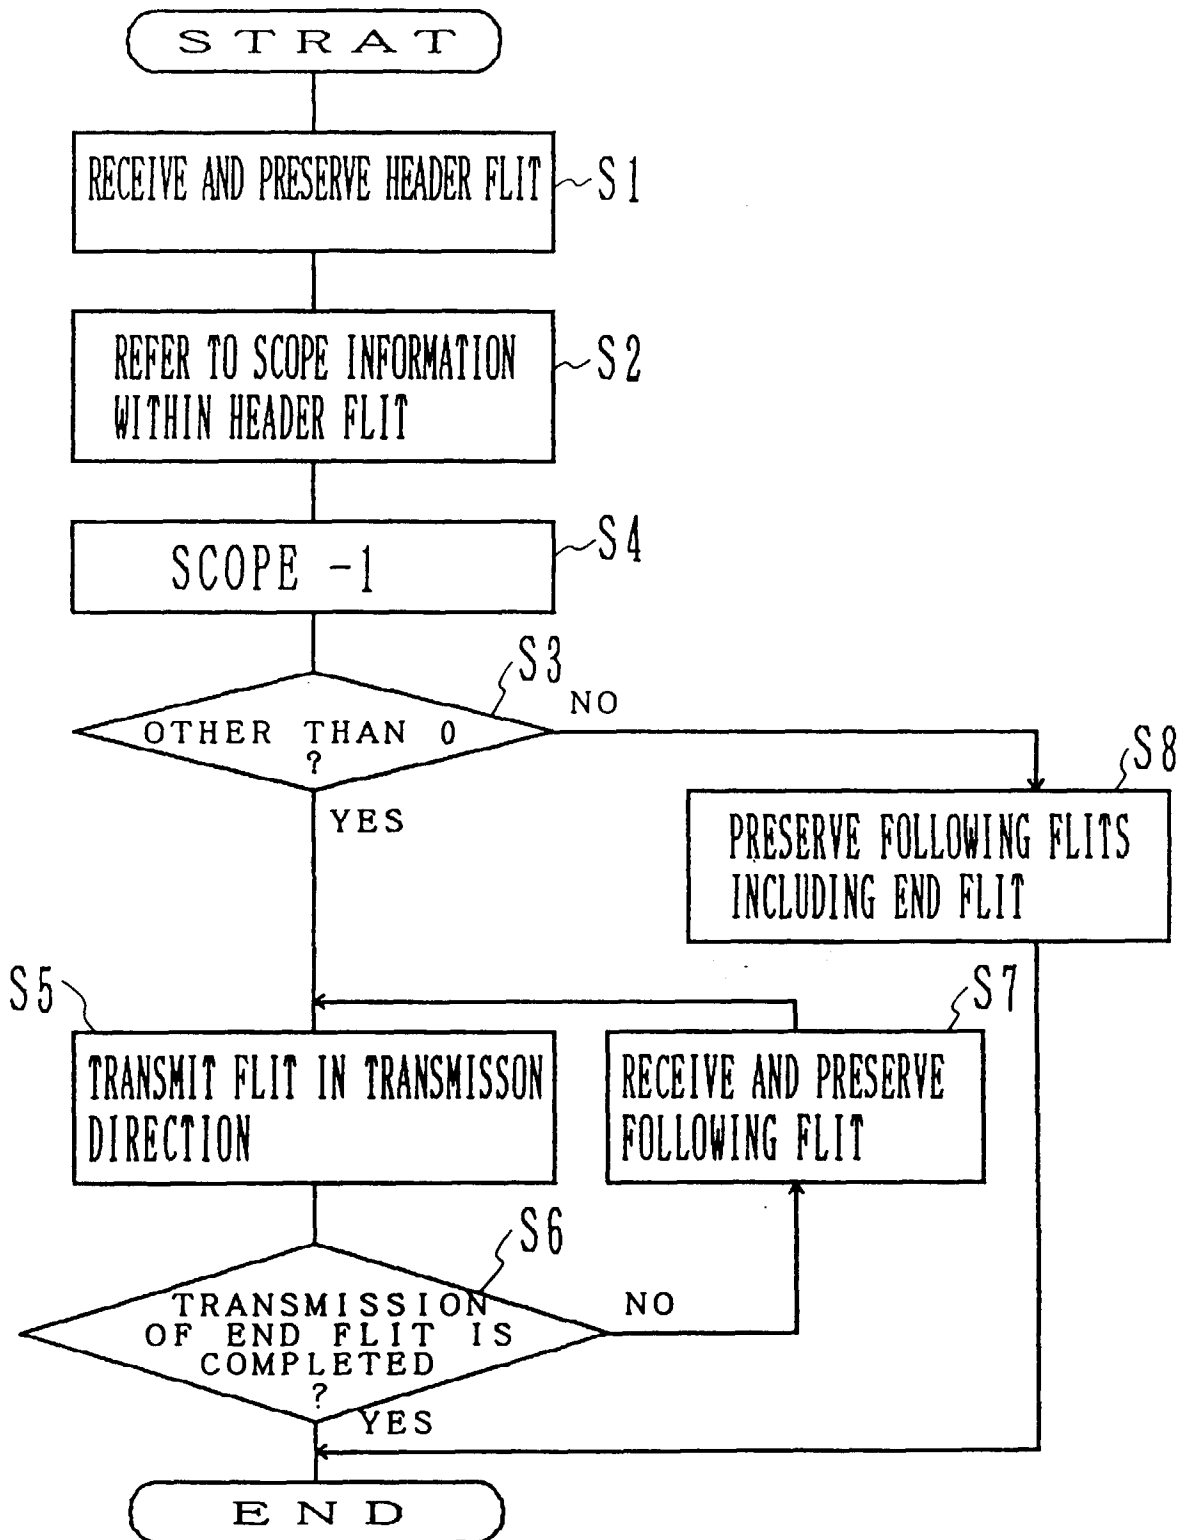 STRAT
RECEIVE AND PRESERVE HEADER FLIT
S1
REFER TO SCOPE INFORMATION
WITHIN HEADER FLIT
S2
SCOPE -1
S4
S3
OTHER THAN 0
?
NO
YES
S8
PRESERVE FOLLOWING FLITS
INCLUDING END FLIT
S5
TRANSMIT FLIT IN TRANSMISSON
DIRECTION
S7
RECEIVE AND PRESERVE
FOLLOWING FLIT
S6
TRANSMISSION
OF END FLIT IS
COMPLETED
?
NO
YES
END